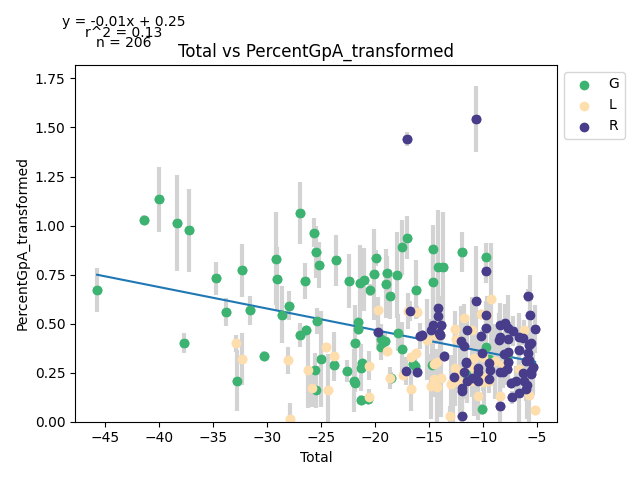 y = -0.01x + 0.25
r^2 = 0.13
n = 206
Total vs PercentGpA_transformed
G
L
R
PercentGpA_transformed
1.75
1.50
1.25
1.00
0.75
0.50
0.25
0.00
−45 −40 −35 −30 −25 −20 −15 −10 −5
Total